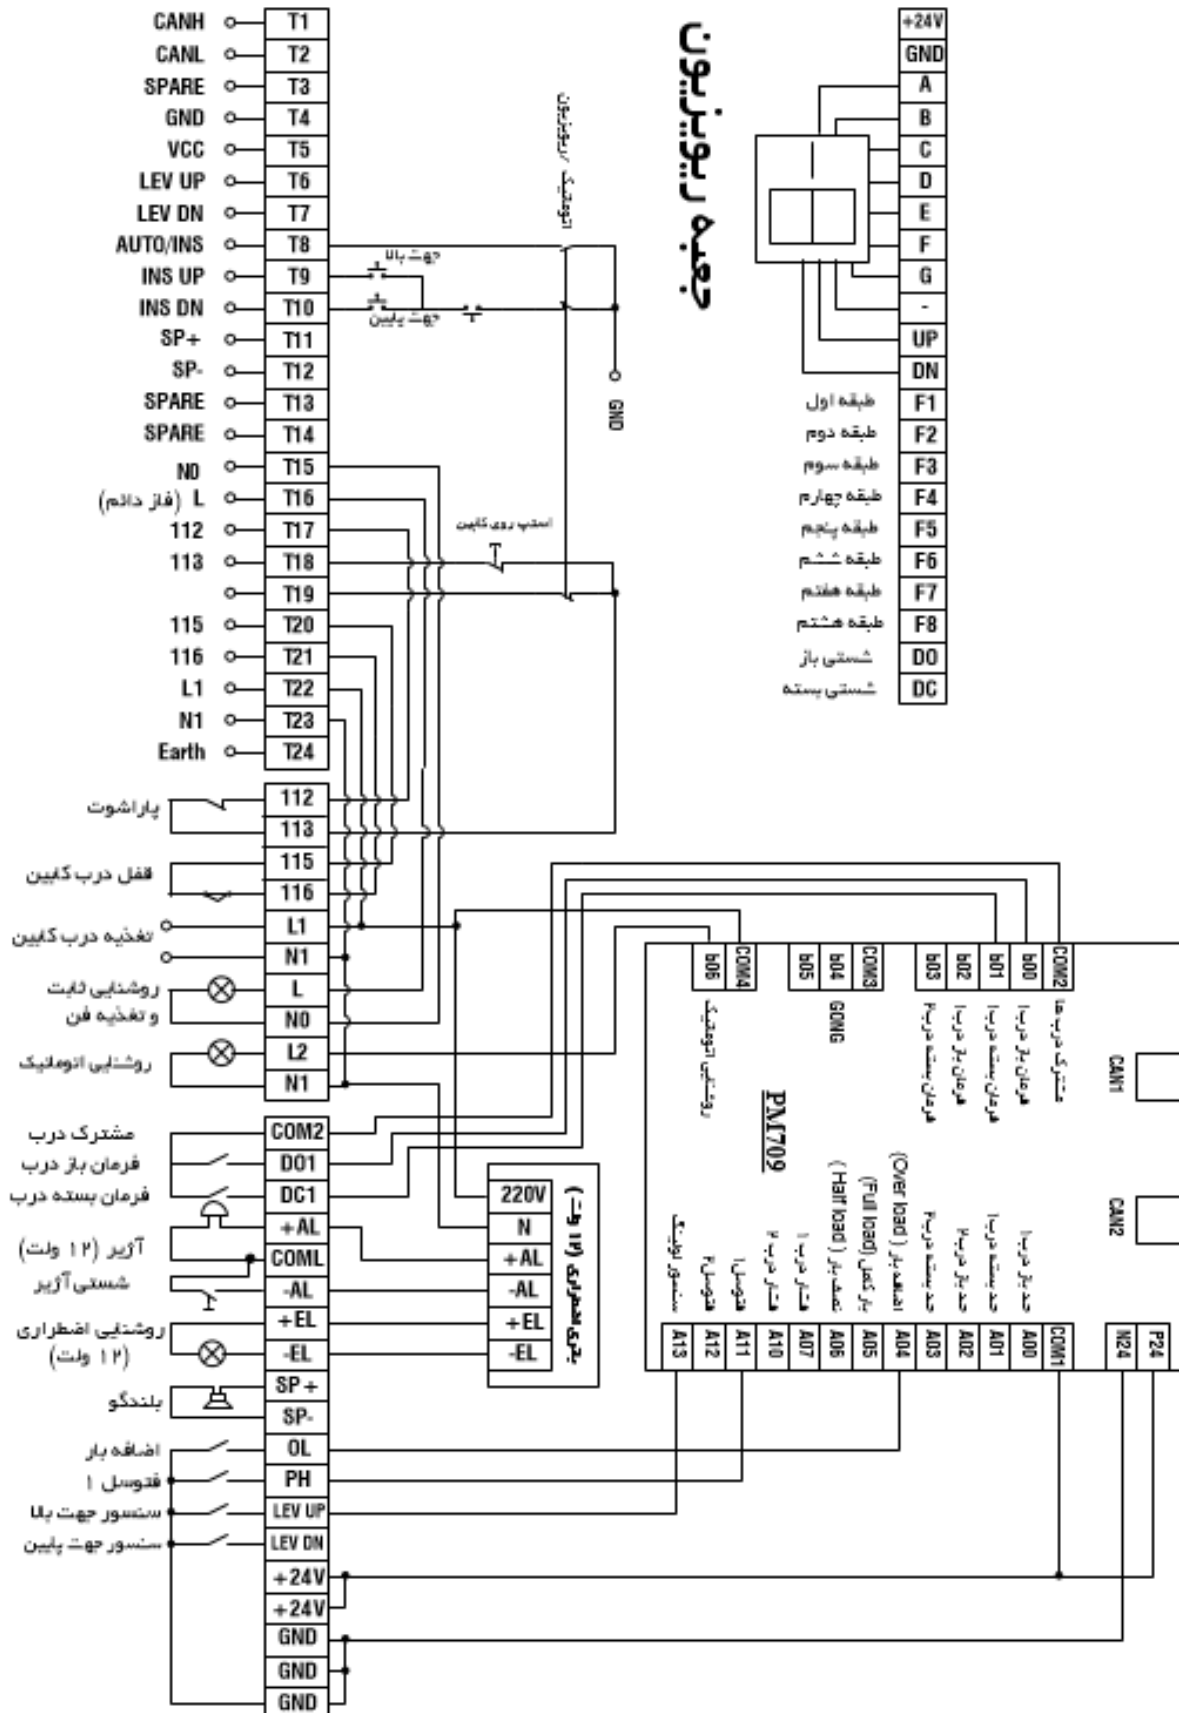 جعبه ریویزیون
CANH T1
CANL T2
SPARE T3
GND T4
VCC T5
LEV UP T6
LEV DN T7
AUTO/INS T8
INS UP T9
INS DN T10
SP+ T11
SP- T12
SPARE T13
SPARE T14
N0 T15
(فاز دائم) L T16
112 T17
113 T18
T19
115 T20
116 T21
L1 T22
N1 T23
Earth T24
اتوماتیک / ریویزیون
جهت بالا
جهت پایین
GND
استپ روی کابین
+24V
GND
A
B
C
D
E
F
G
-
UP
DN
طبقه اول F1
طبقه دوم F2
طبقه سوم F3
طبقه چهارم F4
طبقه پنجم F5
طبقه ششم F6
طبقه هفتم F7
طبقه هشتم F8
شستی باز DO
شستی بسته DC
پاراشوت
112
113
قفل درب کابین
115
116
تغذیه درب کابین
L1
N1
روشنایی ثابت
و تغذیه فن
L
N0
روشنایی اتوماتیک
L2
N1
مشترک درب COM2
فرمان باز درب DO1
فرمان بسته درب DC1
آژیر (۱۲ ولت)
+AL
COML
شستی آژیر -AL
روشنایی اضطراری
(۱۲ ولت)
+EL
-EL
بلندگو
SP+
SP-
اضافه بار OL
فتوسل ۱ PH
سنسور جهت بالا LEV UP
سنسور جهت پایین LEV DN
+24V
+24V
GND
GND
GND
220V
N
+AL
-AL
+EL
-EL
(۱۲ ولت)
b06
COM4
b05
b04
COM3
b03
b02
b01
b00
COM2
روشنایی اتوماتیک
GONG
فرمان بسته درب۲
فرمان باز درب۲
فرمان بسته درب۱
فرمان باز درب۱
مشترک درب ها
CAN1
CAN2
PM709
سنسور لولینگ
فتوسل۲
فتوسل۱
فشار درب ۲
فشار درب ۱
نصف بار ( Half load )
بار کامل (Full load)
اضافه بار ( Over load)
حد بسته درب۲
حد باز درب۲
حد بسته درب۱
حد باز درب۱
A13
A12
A11
A10
A07
A06
A05
A04
A03
A02
A01
A00
COM1
N24
P24